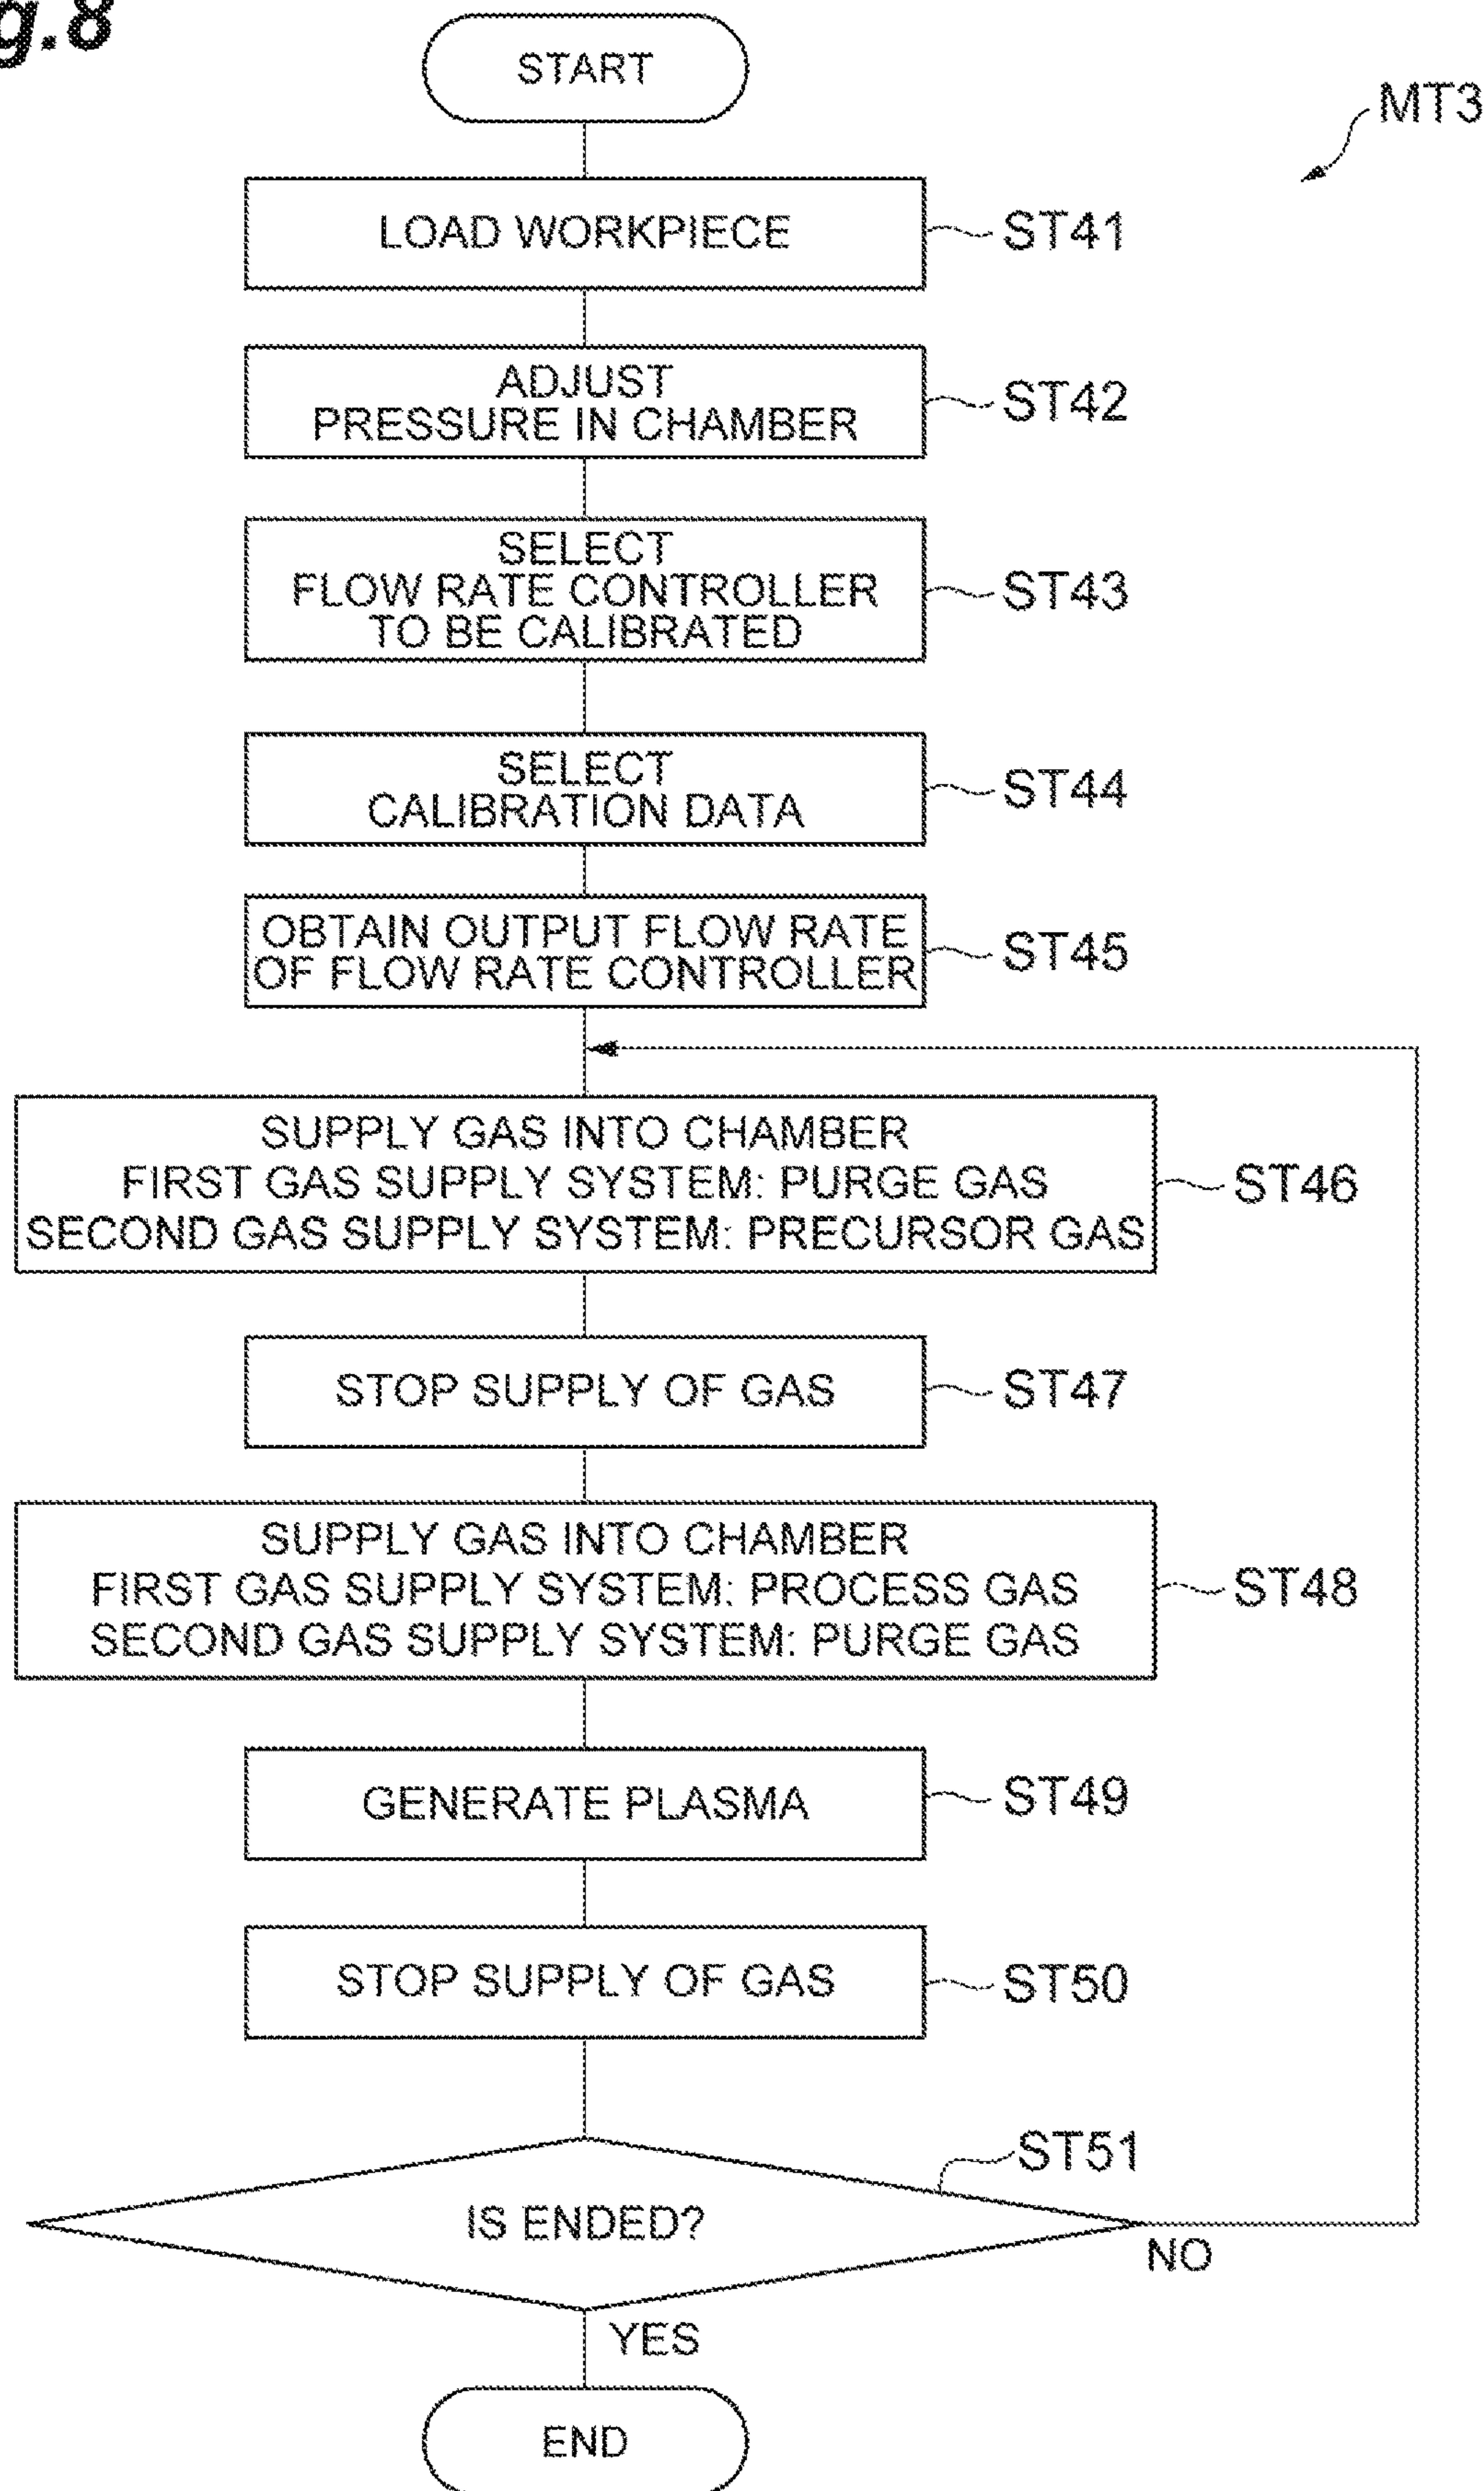 g.8
START
MT3
LOAD WORKPIECE
ST41
ADJUST
PRESSURE IN CHAMBER
ST42
SELECT
FLOW RATE CONTROLLER
TO BE CALIBRATED
ST43
SELECT
CALIBRATION DATA
ST44
OBTAIN OUTPUT FLOW RATE
OF FLOW RATE CONTROLLER
ST45
SUPPLY GAS INTO CHAMBER
FIRST GAS SUPPLY SYSTEM: PURGE GAS
SECOND GAS SUPPLY SYSTEM: PRECURSOR GAS
ST46
STOP SUPPLY OF GAS
ST47
SUPPLY GAS INTO CHAMBER
FIRST GAS SUPPLY SYSTEM: PROCESS GAS
SECOND GAS SUPPLY SYSTEM: PURGE GAS
ST48
GENERATE PLASMA
ST49
STOP SUPPLY OF GAS
ST50
ST51
IS ENDED?
NO
YES
END